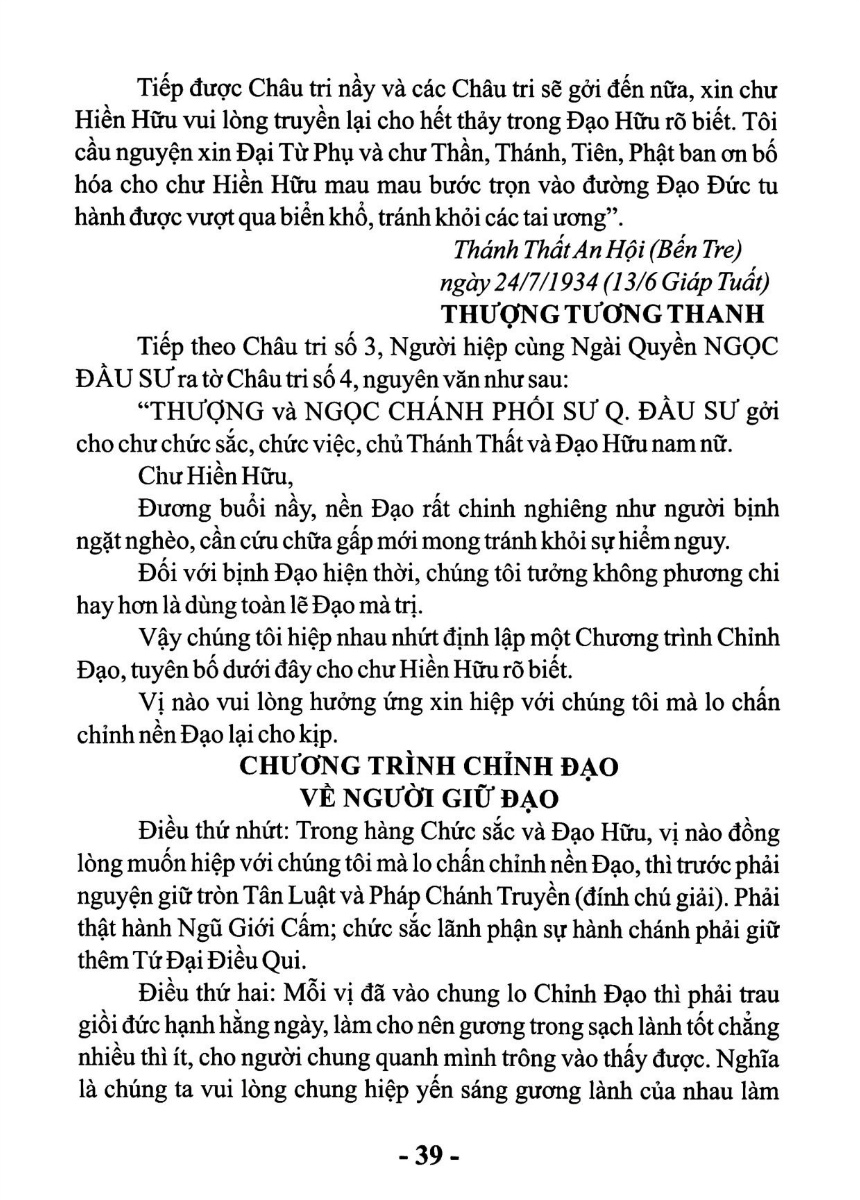 Tiếp được Châu tri nầy và các Châu tri sẽ gởi đến nữa, xin chư
Hiền Hữu vui lòng truyền lại cho hết thảy trong Đạo Hữu rõ biết. Tôi
cầu nguyện xin Đại Từ Phụ và chư Thần, Thánh, Tiên, Phật ban ơn bố
hóa cho chư Hiền Hữu mau mau bước trọn vào đường Đạo Đức tu
hành được vượt qua biển khổ, tránh khỏi các tai ương”.
Thánh Thất An Hội (Bến Tre)
ngày 24/7/1934 (13/6 Giáp Tuất)
THƯỢNG TƯƠNG THANH
Tiếp theo Châu tri số 3, Người hiệp cùng Ngài Quyền NGỌC
ĐẦU SƯ ra tờ Châu tri số 4, nguyên văn như sau:
“THƯỢNG và NGỌC CHÁNH PHỐI SƯ Q. ĐẦU SƯ gởi
cho chư chức sắc, chức việc, chủ Thánh Thất và Đạo Hữu nam nữ.
Chư Hiền Hữu,
Đương buổi nầy, nền Đạo rất chinh nghiêng như người bịnh
ngặt nghèo, cần cứu chữa gấp mới mong tránh khỏi sự hiểm nguy.
Đối với bịnh Đạo hiện thời, chúng tôi tưởng không phương chi
hay hơn là dùng toàn lẽ Đạo mà trị.
Vậy chúng tôi hiệp nhau nhứt định lập một Chương trình Chỉnh
Đạo, tuyên bố dưới đây cho chư Hiền Hữu rõ biết.
Vị nào vui lòng hưởng ứng xin hiệp với chúng tôi mà lo chấn
chỉnh nền Đạo lại cho kịp.
CHƯƠNG TRÌNH CHỈNH ĐẠO
VỀ NGƯỜI GIỮ ĐẠO
Điều thứ nhứt: Trong hàng Chức sắc và Đạo Hữu, vị nào đồng
lòng muốn hiệp với chúng tôi mà lo chấn chỉnh nền Đạo, thì trước phải
nguyện giữ tròn Tân Luật và Pháp Chánh Truyền (đính chú giải). Phải
thật hành Ngũ Giới Cấm; chức sắc lãnh phận sự hành chánh phải giữ
thêm Tứ Đại Điều Qui.
Điều thứ hai: Mỗi vị đã vào chung lo Chỉnh Đạo thì phải trau
giồi đức hạnh hằng ngày, làm cho nên gương trong sạch lành tốt chẳng
nhiều thì ít, cho người chung quanh mình trông vào thấy được. Nghĩa
là chúng ta vui lòng chung hiệp yến sáng gương lành của nhau làm
- 39 -